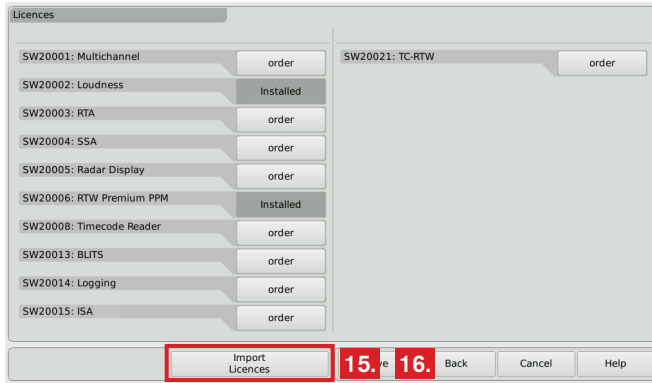 Licences
SW20001: Multichannel order
SW20002: Loudness Installed
SW20003: RTA order
SW20004: SSA order
SW20005: Radar Display order
SW20006: RTW Premium PPM Installed
SW20008: Timecode Reader order
SW20013: BLITS order
SW20014: Logging order
SW20015: ISA order
SW20021: TC-RTW order
Import
Licences
15. 16. Back Cancel Help